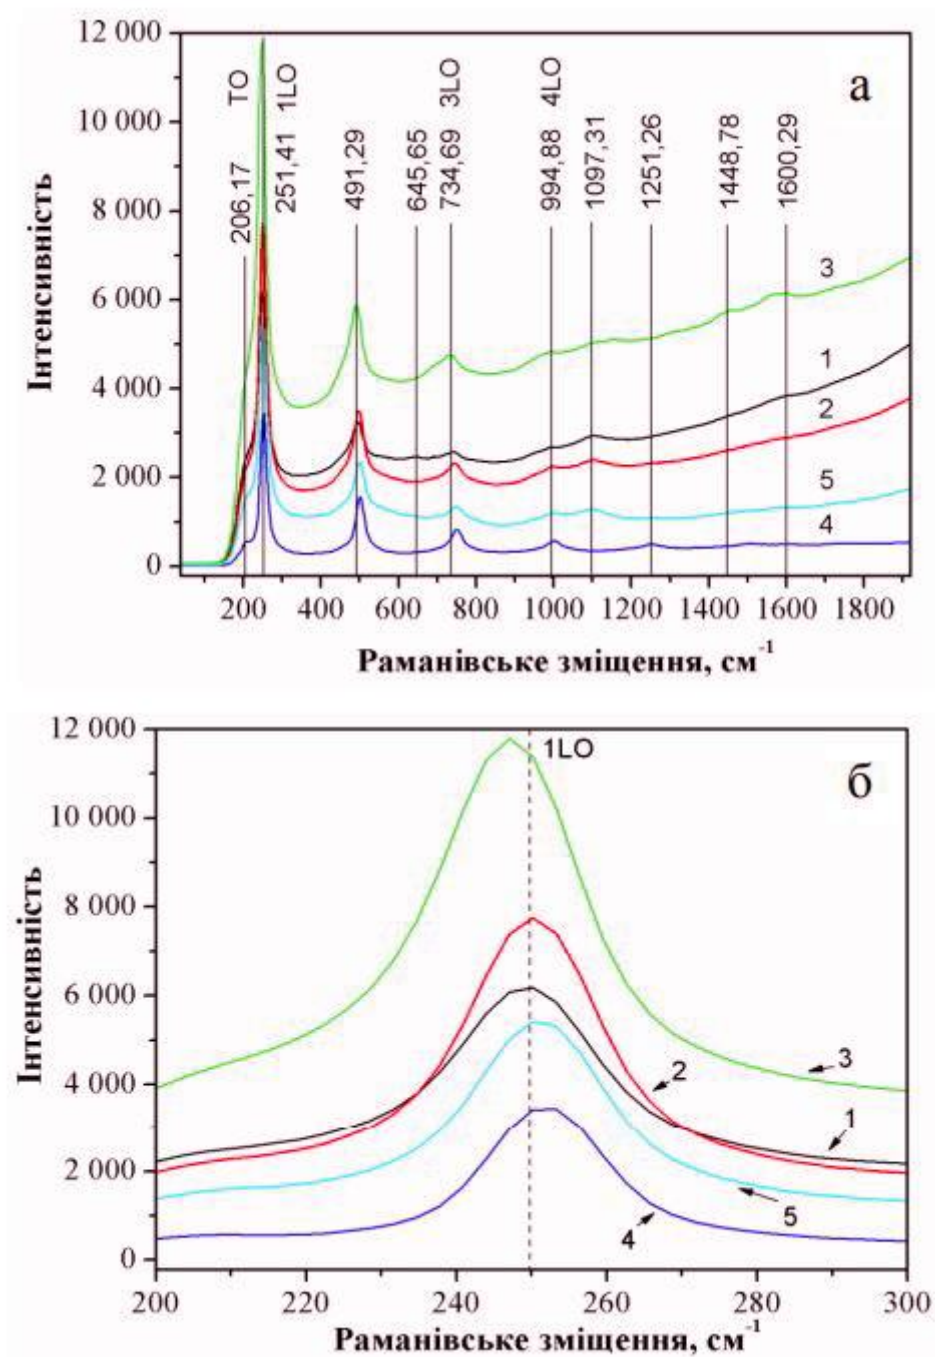 12 000
10 000
8 000
6 000
4 000
2 000
0
Інтенсивність
TO
206,17
1LO
251,41
491,29
645,65
3LO
734,69
4LO
994,88
1097,31
1251,26
1448,78
1600,29
а
3
1
2
5
4
200 400 600 800 1000 1200 1400 1600 1800
Раманівське зміщення, см-1
12 000
10 000
8 000
6 000
4 000
2 000
0
Інтенсивність
1LO
б
3
2
1
5
4
200 220 240 260 280 300
Раманівське зміщення, см-1